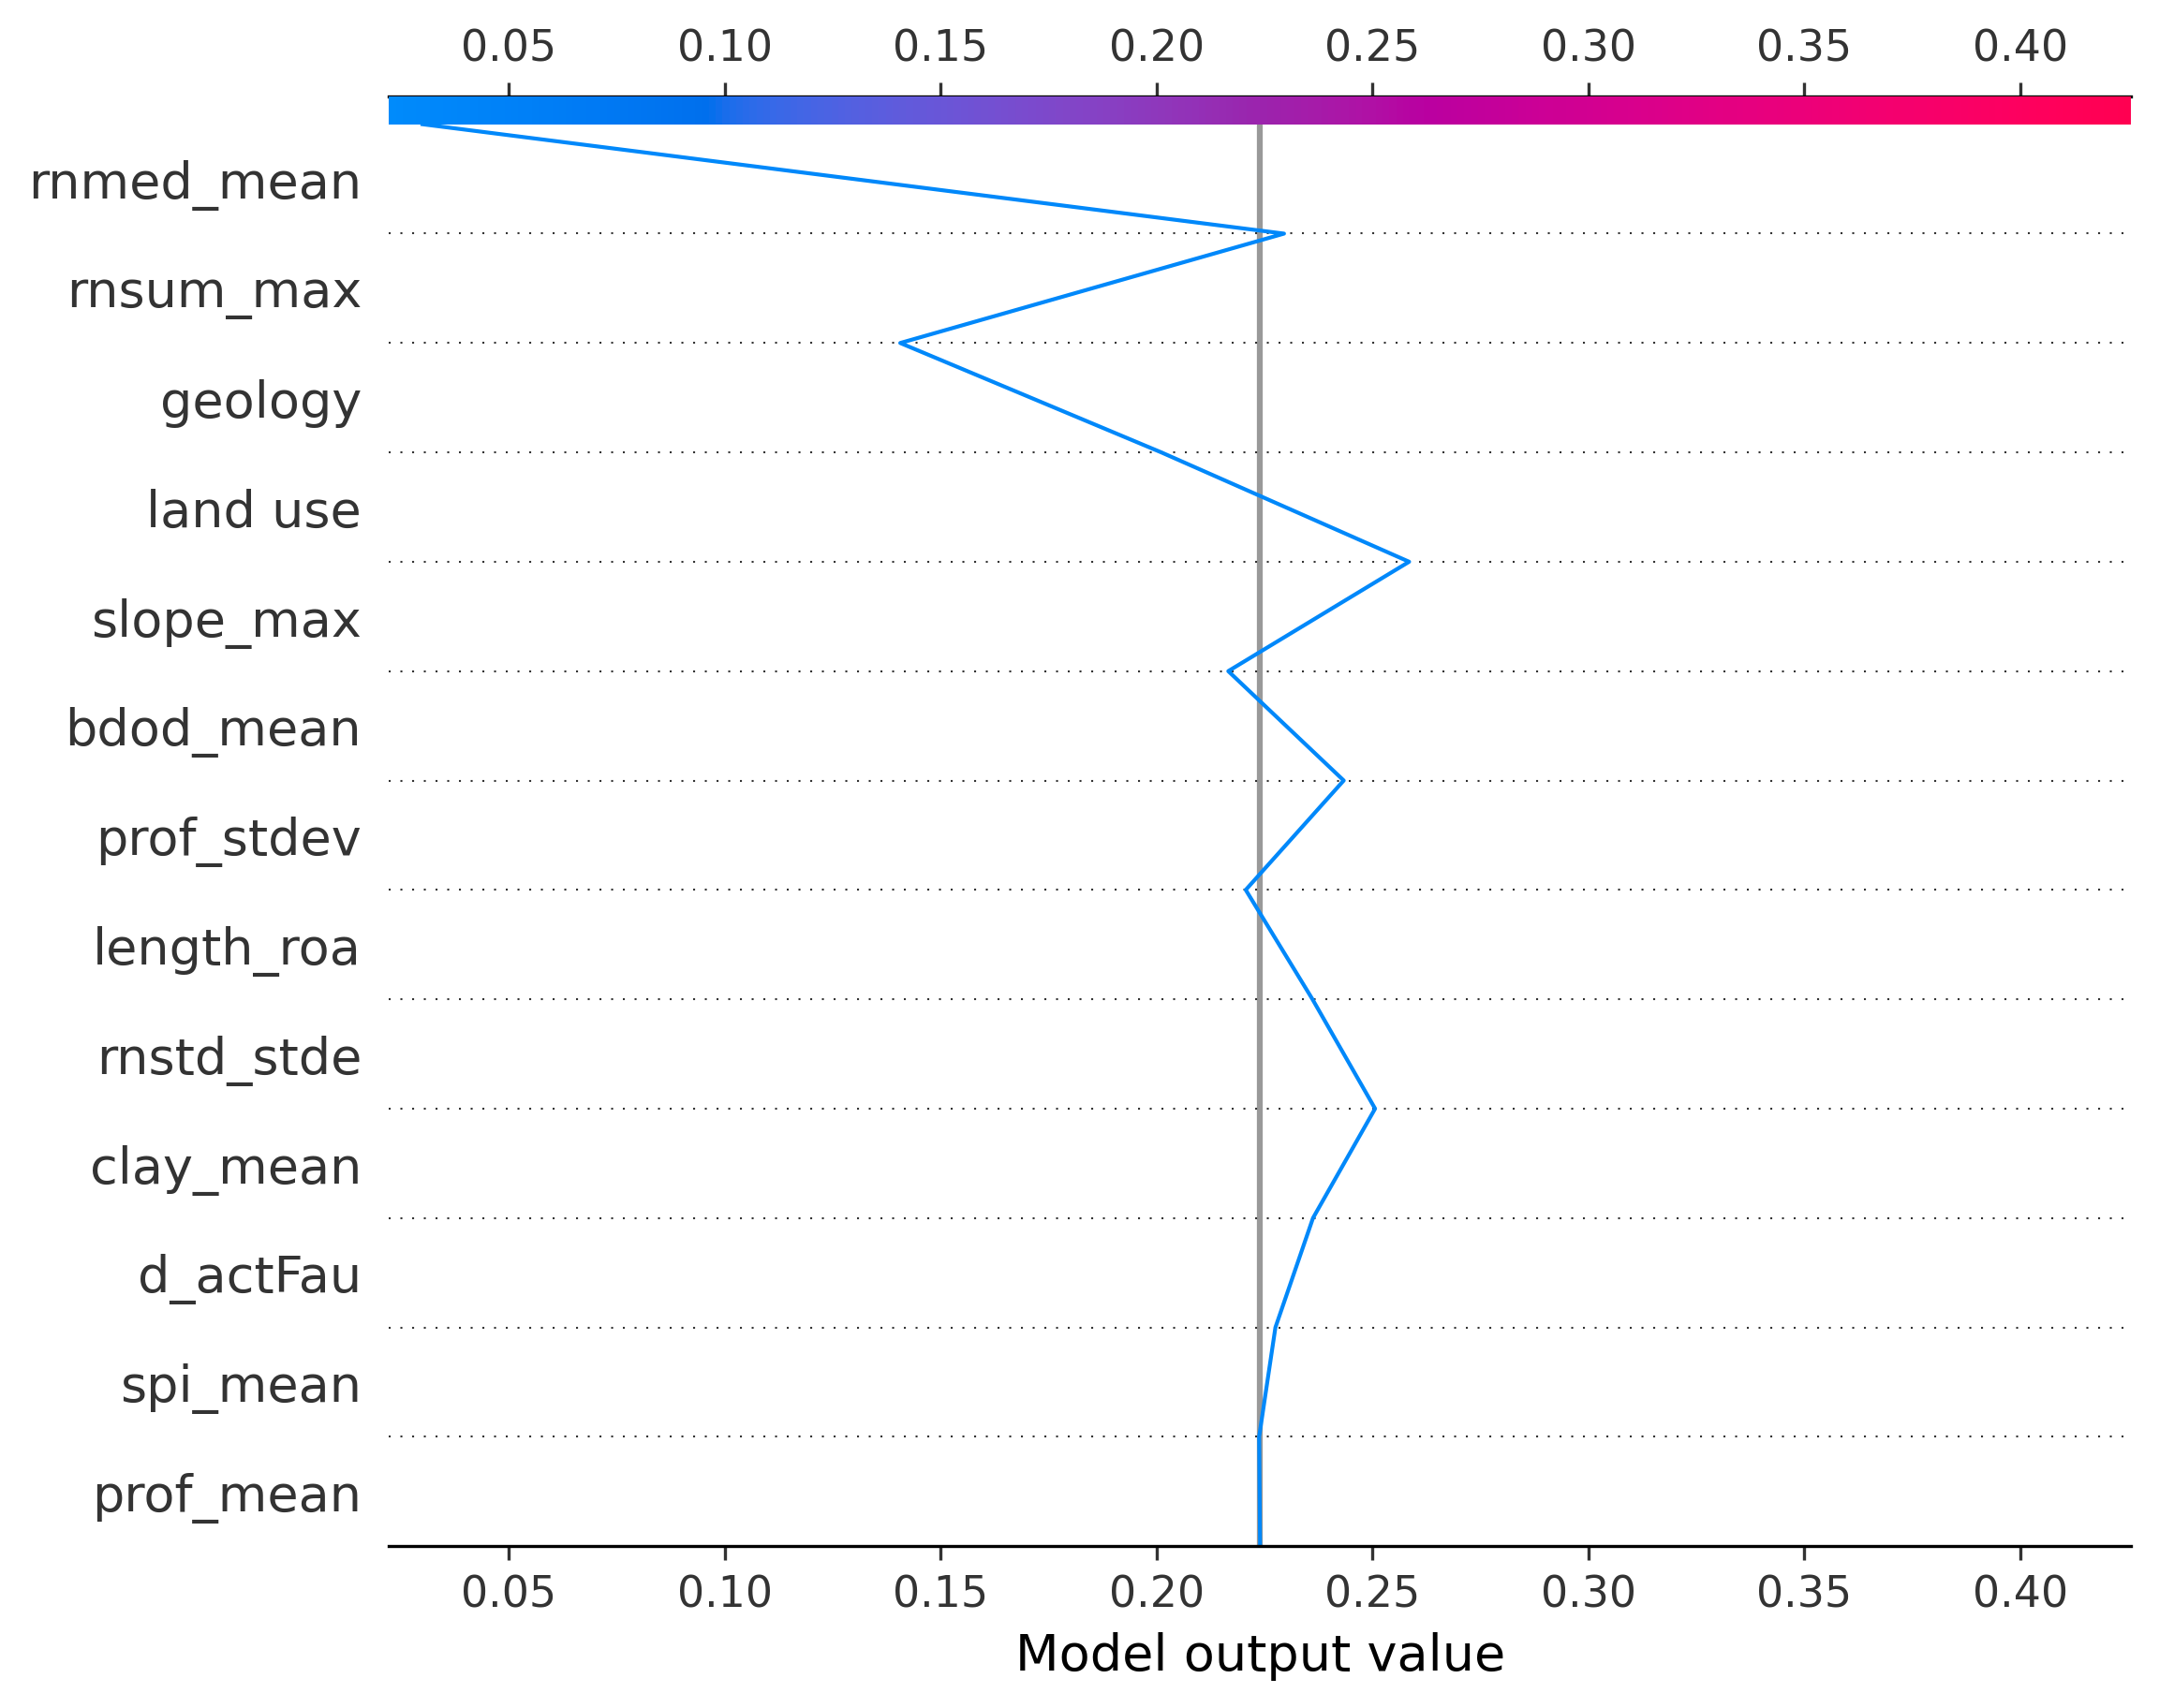 0.05 0.10 0.15 0.20 0.25 0.30 0.35 0.40
rnmed_mean
rnsum_max
geology
land use
slope_max
bdod_mean
prof_stdev
length_roa
rnstd_stde
clay_mean
d_actFau
spi_mean
prof_mean
0.05 0.10 0.15 0.20 0.25 0.30 0.35 0.40
Model output value